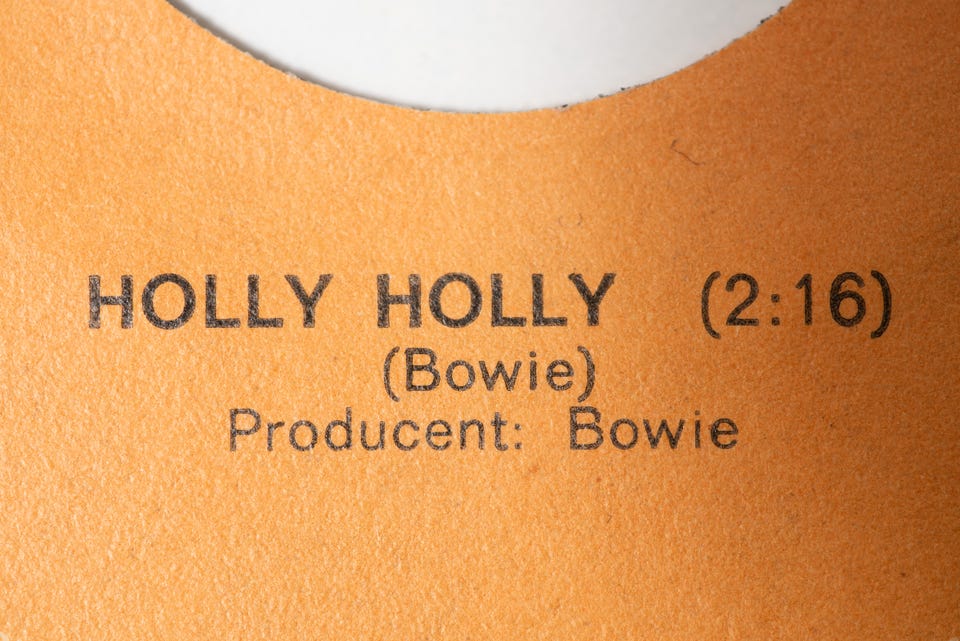 HOLLY HOLLY (2:16)
(Bowie)
Producent: Bowie